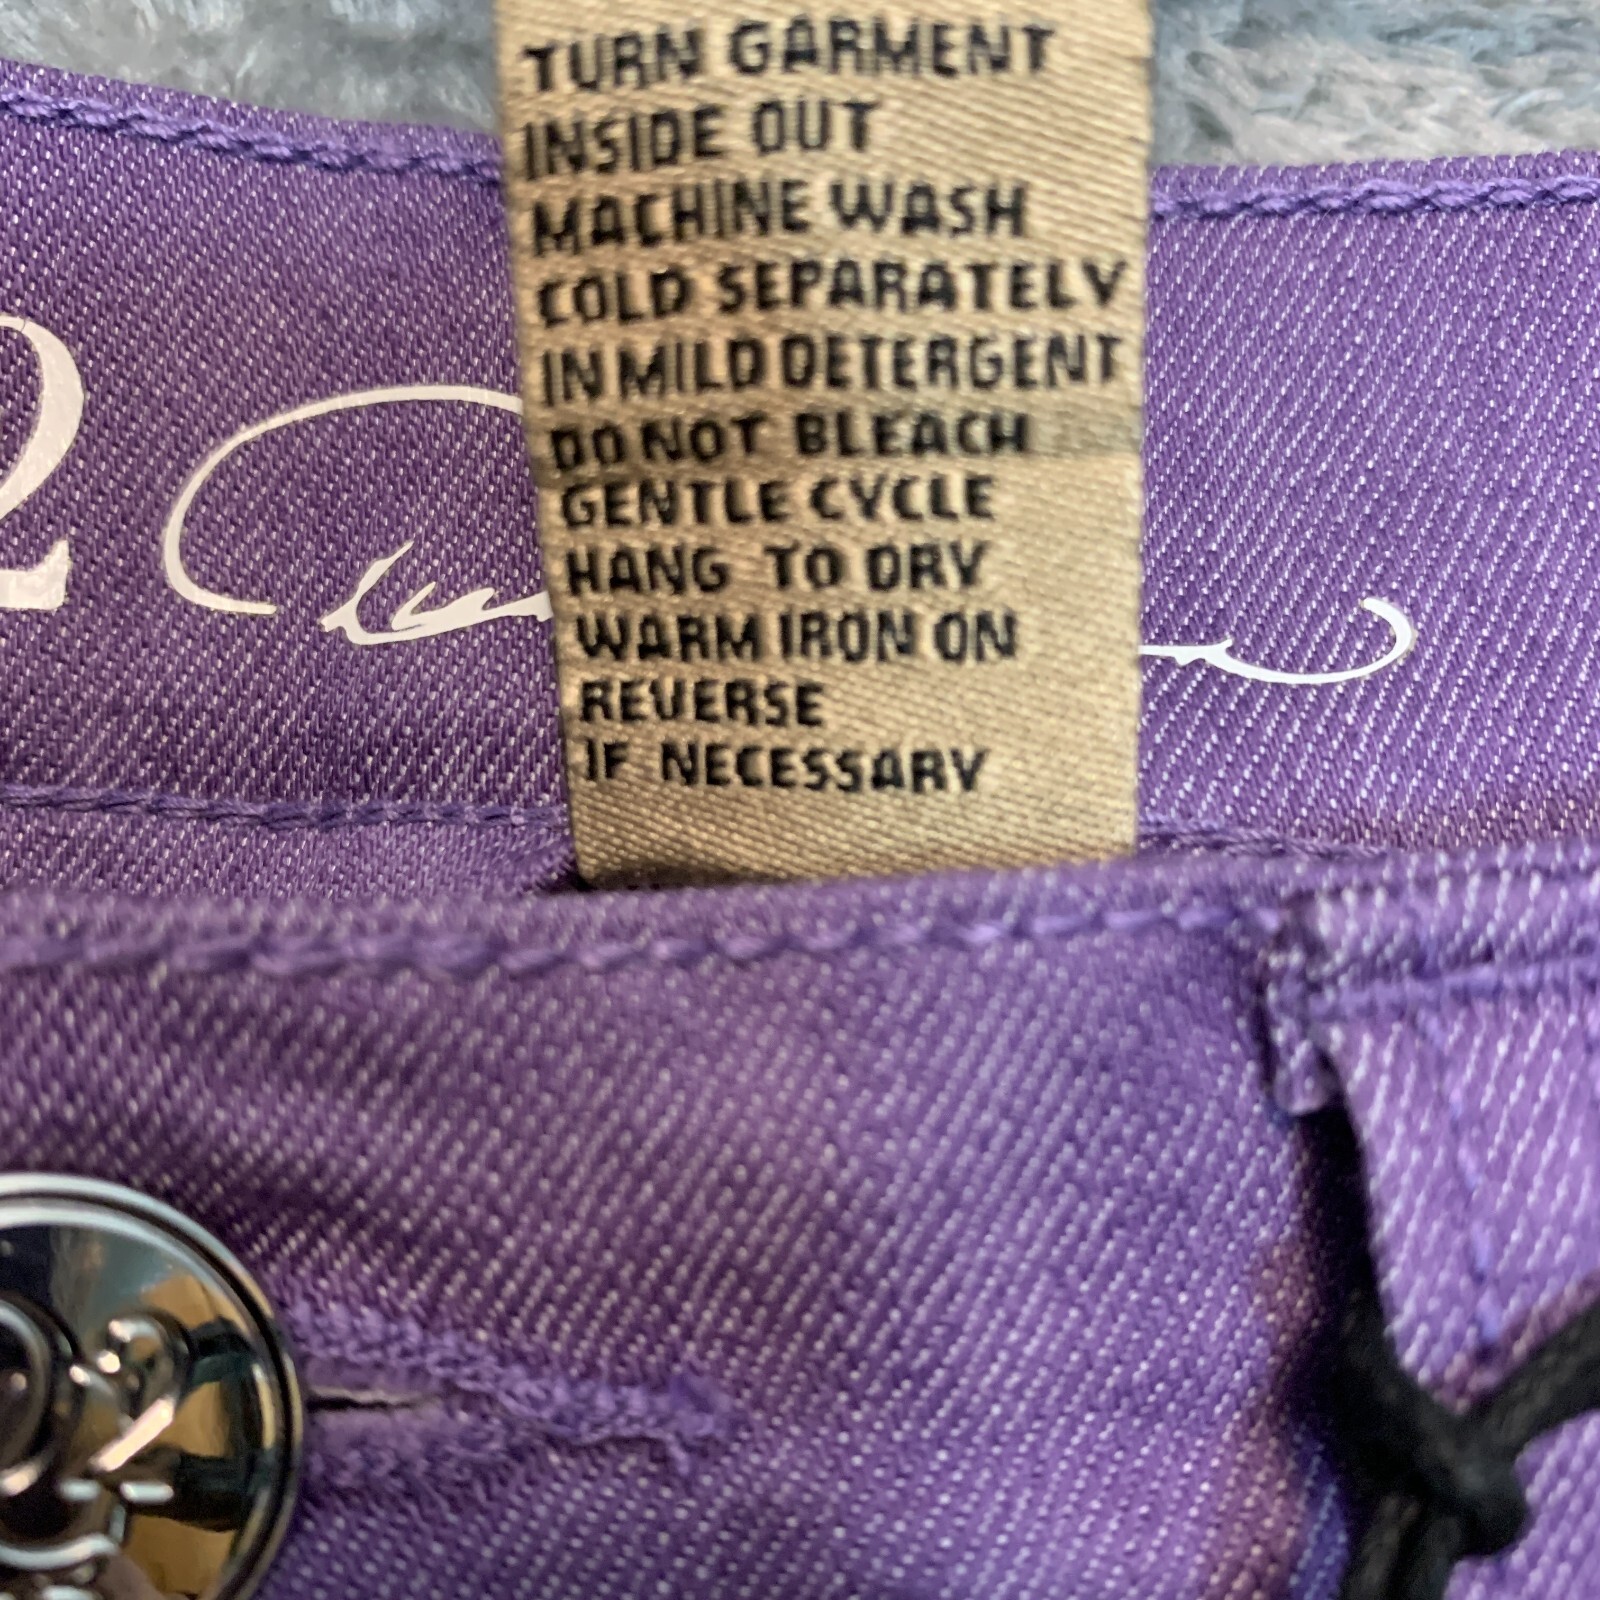 TURN GARMENT
INSIDE OUT
MACHINE WASH
COLD SEPARATELY
IN MILD DETERGENT
DO NOT BLEACH
GENTLE CYCLE
HANG TO DRY
WARM IRON ON
REVERSE
IF NECESSARY
2